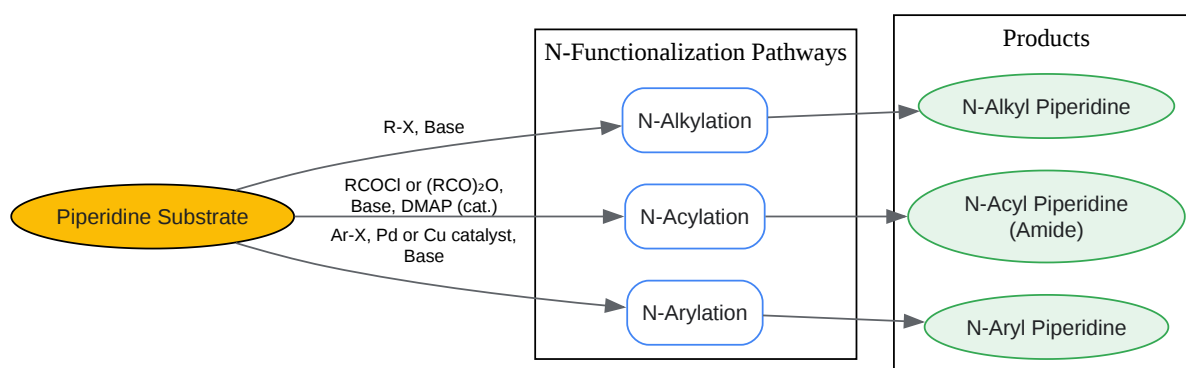 N-Functionalization Pathways
Products
Piperidine Substrate
R-X, Base
RCOCl or (RCO)₂O,
Base, DMAP (cat.)
Ar-X, Pd or Cu catalyst,
Base
N-Alkylation
N-Acylation
N-Arylation
N-Alkyl Piperidine
N-Acyl Piperidine
(Amide)
N-Aryl Piperidine